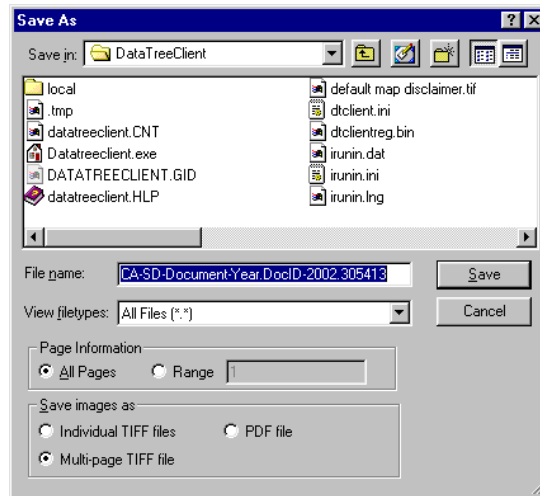 Save As
Save in: DataTreeClient
local
.tmp
datatreeclient.CNT
Datatreeclient.exe
DATATREECLIENT.GID
datatreeclient.HLP
default map disclaimer.tif
dtclient.ini
dtclientreg.bin
irunin.dat
irunin.ini
irunin.lng
File name: CA-SD-Document-Year.DocID-2002.305413 Save
View filetypes: All Files (*.*) Cancel
Page Information
All Pages Range 1
Save images as
Individual TIFF files PDF file
Multi-page TIFF file